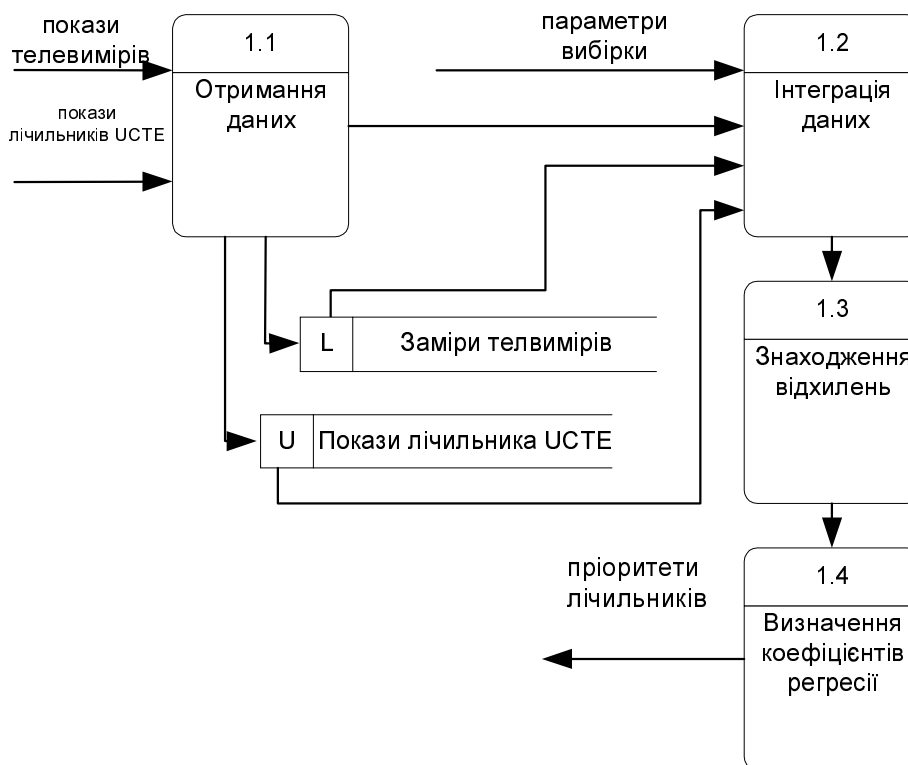 покази
телевимірів
1.1
Отримання
даних
покази
лічильників UCTE
параметри
вибірки
1.2
Інтеграція
даних
L
Заміри телвимірів
U
Покази лічильника UCTE
1.3
Знаходження
відхилень
1.4
Визначення
коефіцієнтів
регресії
пріоритети
лічильників